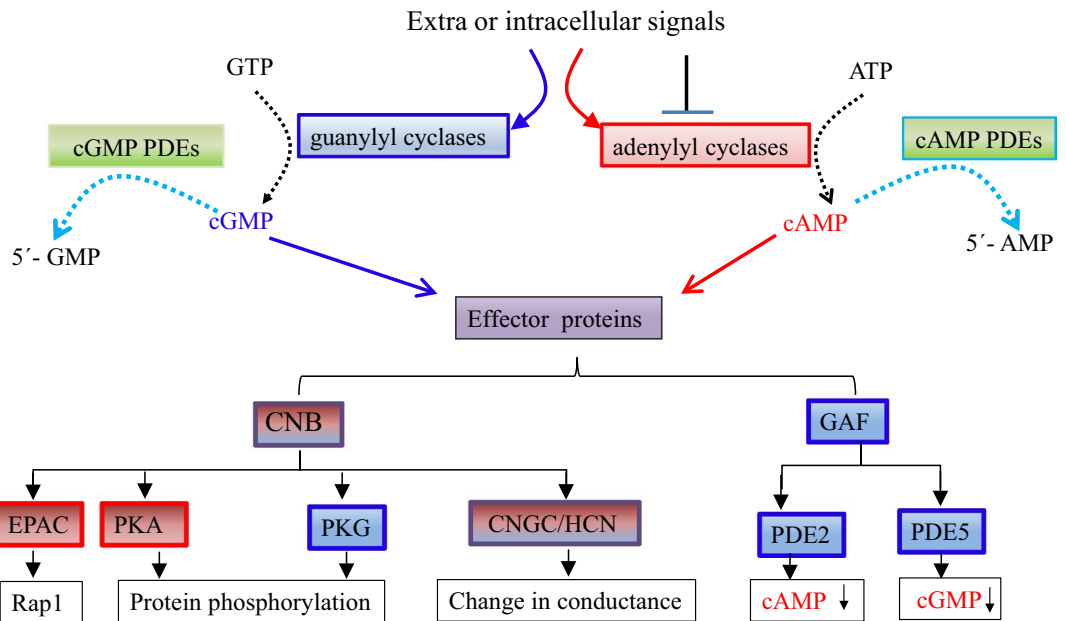 Extra or intracellular signals
GTP
ATP
guanylyl cyclases
adenylyl cyclases
cGMP PDEs
cAMP PDEs
cGMP
cAMP
5´- GMP
5´- AMP
Effector proteins
CNB
GAF
EPAC
PKA
PKG
CNGC/HCN
PDE2
PDE5
Rap1
Protein phosphorylation
Change in conductance
cAMP ↓
cGMP ↓